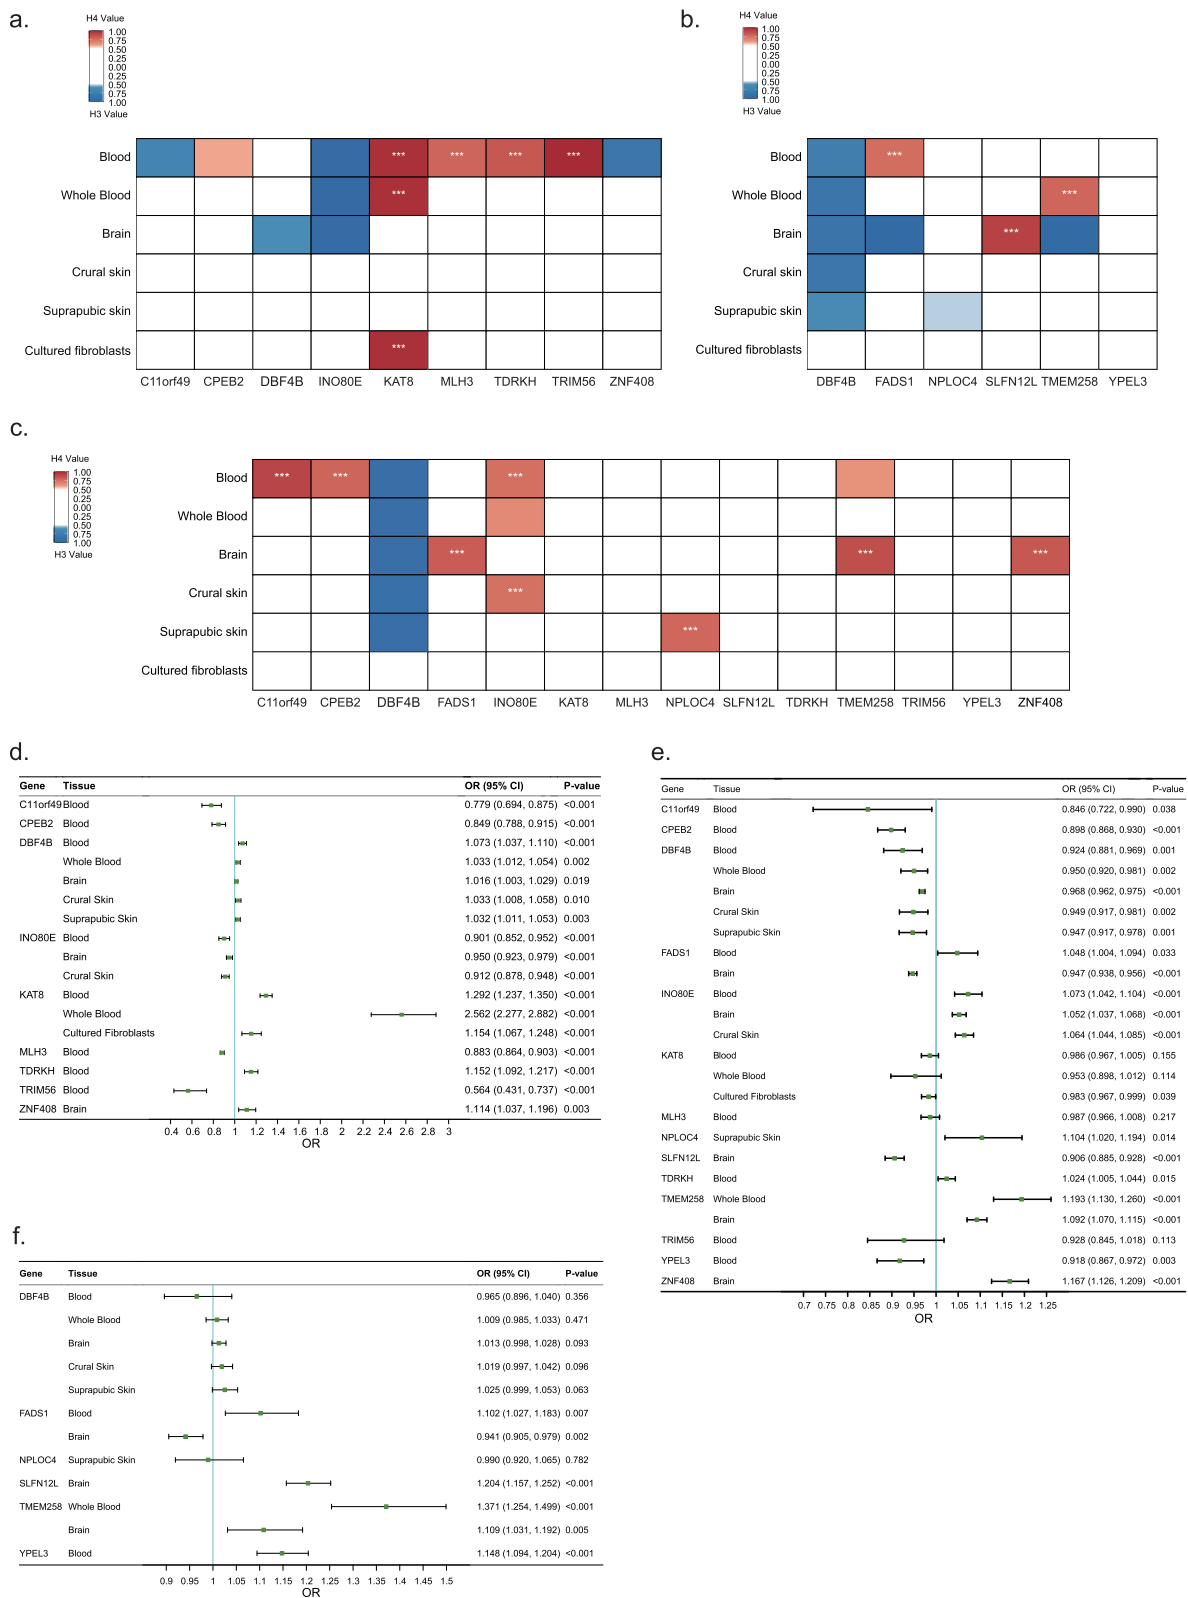 a.
H4 Value
1.00
0.75
0.50
0.25
0.00
0.25
0.50
0.75
1.00
H3 Value
Blood *** *** *** ***
Whole Blood ***
Brain
Crural skin
Suprapubic skin
Cultured fibroblasts ***
C11orf49 CPEB2 DBF4B INO80E KAT8 MLH3 TDRKH TRIM56 ZNF408
b.
H4 Value
1.00
0.75
0.50
0.25
0.00
0.25
0.50
0.75
1.00
H3 Value
Blood ***
Whole Blood ***
Brain ***
Crural skin
Suprapubic skin
Cultured fibroblasts
DBF4B FADS1 NPLOC4 SLFN12L TMEM258 YPEL3
c.
H4 Value
1.00
0.75
0.50
0.25
0.00
0.25
0.50
0.75
1.00
H3 Value
Blood *** *** ***
Whole Blood
Brain *** *** ***
Crural skin ***
Suprapubic skin ***
Cultured fibroblasts
C11orf49 CPEB2 DBF4B FADS1 INO80E KAT8 MLH3 NPLOC4 SLFN12L TDRKH TMEM258 TRIM56 YPEL3 ZNF408
d.
Gene Tissue OR (95% CI) P-value
C11orf49 Blood 0.779 (0.694, 0.875) <0.001
CPEB2 Blood 0.849 (0.788, 0.915) <0.001
DBF4B Blood 1.073 (1.037, 1.110) <0.001
Whole Blood 1.033 (1.012, 1.054) 0.002
Brain 1.016 (1.003, 1.029) 0.019
Crural Skin 1.033 (1.008, 1.058) 0.010
Suprapubic Skin 1.032 (1.011, 1.053) 0.003
INO80E Blood 0.901 (0.852, 0.952) <0.001
Brain 0.950 (0.923, 0.979) <0.001
Crural Skin 0.912 (0.878, 0.948) <0.001
KAT8 Blood 1.292 (1.237, 1.350) <0.001
Whole Blood 2.562 (2.277, 2.882) <0.001
Cultured Fibroblasts 1.154 (1.067, 1.248) <0.001
MLH3 Blood 0.883 (0.864, 0.903) <0.001
TDRKH Blood 1.152 (1.092, 1.217) <0.001
TRIM56 Blood 0.564 (0.431, 0.737) <0.001
ZNF408 Brain 1.114 (1.037, 1.196) 0.003
0.4 0.6 0.8 1 1.2 1.4 1.6 1.8 2 2.2 2.4 2.6 2.8 3
OR
e.
Gene Tissue OR (95% CI) P-value
C11orf49 Blood 0.846 (0.722, 0.990) 0.038
CPEB2 Blood 0.898 (0.868, 0.930) <0.001
DBF4B Blood 0.924 (0.881, 0.969) 0.001
Whole Blood 0.950 (0.920, 0.981) 0.002
Brain 0.968 (0.962, 0.975) <0.001
Crural Skin 0.949 (0.917, 0.981) 0.002
Suprapubic Skin 0.947 (0.917, 0.978) 0.001
FADS1 Blood 1.048 (1.004, 1.094) 0.033
Brain 0.947 (0.938, 0.956) <0.001
INO80E Blood 1.073 (1.042, 1.104) <0.001
Brain 1.052 (1.037, 1.068) <0.001
Crural Skin 1.064 (1.044, 1.085) <0.001
KAT8 Blood 0.986 (0.967, 1.005) 0.155
Whole Blood 0.953 (0.898, 1.012) 0.114
Cultured Fibroblasts 0.983 (0.967, 0.999) 0.039
MLH3 Blood 0.987 (0.966, 1.008) 0.217
NPLOC4 Suprapubic Skin 1.104 (1.020, 1.194) 0.014
SLFN12L Brain 0.906 (0.885, 0.928) <0.001
TDRKH Blood 1.024 (1.005, 1.044) 0.015
TMEM258 Whole Blood 1.193 (1.130, 1.260) <0.001
Brain 1.092 (1.070, 1.115) <0.001
TRIM56 Blood 0.928 (0.845, 1.018) 0.113
YPEL3 Blood 0.918 (0.867, 0.972) 0.003
ZNF408 Brain 1.167 (1.126, 1.209) <0.001
0.7 0.75 0.8 0.85 0.9 0.95 1 1.05 1.1 1.15 1.2 1.25
OR
f.
Gene Tissue OR (95% CI) P-value
DBF4B Blood 0.965 (0.896, 1.040) 0.356
Whole Blood 1.009 (0.985, 1.033) 0.471
Brain 1.013 (0.998, 1.028) 0.093
Crural Skin 1.019 (0.997, 1.042) 0.096
Suprapubic Skin 1.025 (0.999, 1.053) 0.063
FADS1 Blood 1.102 (1.027, 1.183) 0.007
Brain 0.941 (0.905, 0.979) 0.002
NPLOC4 Suprapubic Skin 0.990 (0.920, 1.065) 0.782
SLFN12L Brain 1.204 (1.157, 1.252) <0.001
TMEM258 Whole Blood 1.371 (1.254, 1.499) <0.001
Brain 1.109 (1.031, 1.192) 0.005
YPEL3 Blood 1.148 (1.094, 1.204) <0.001
0.9 0.95 1 1.05 1.1 1.15 1.2 1.25 1.3 1.35 1.4 1.45 1.5
OR